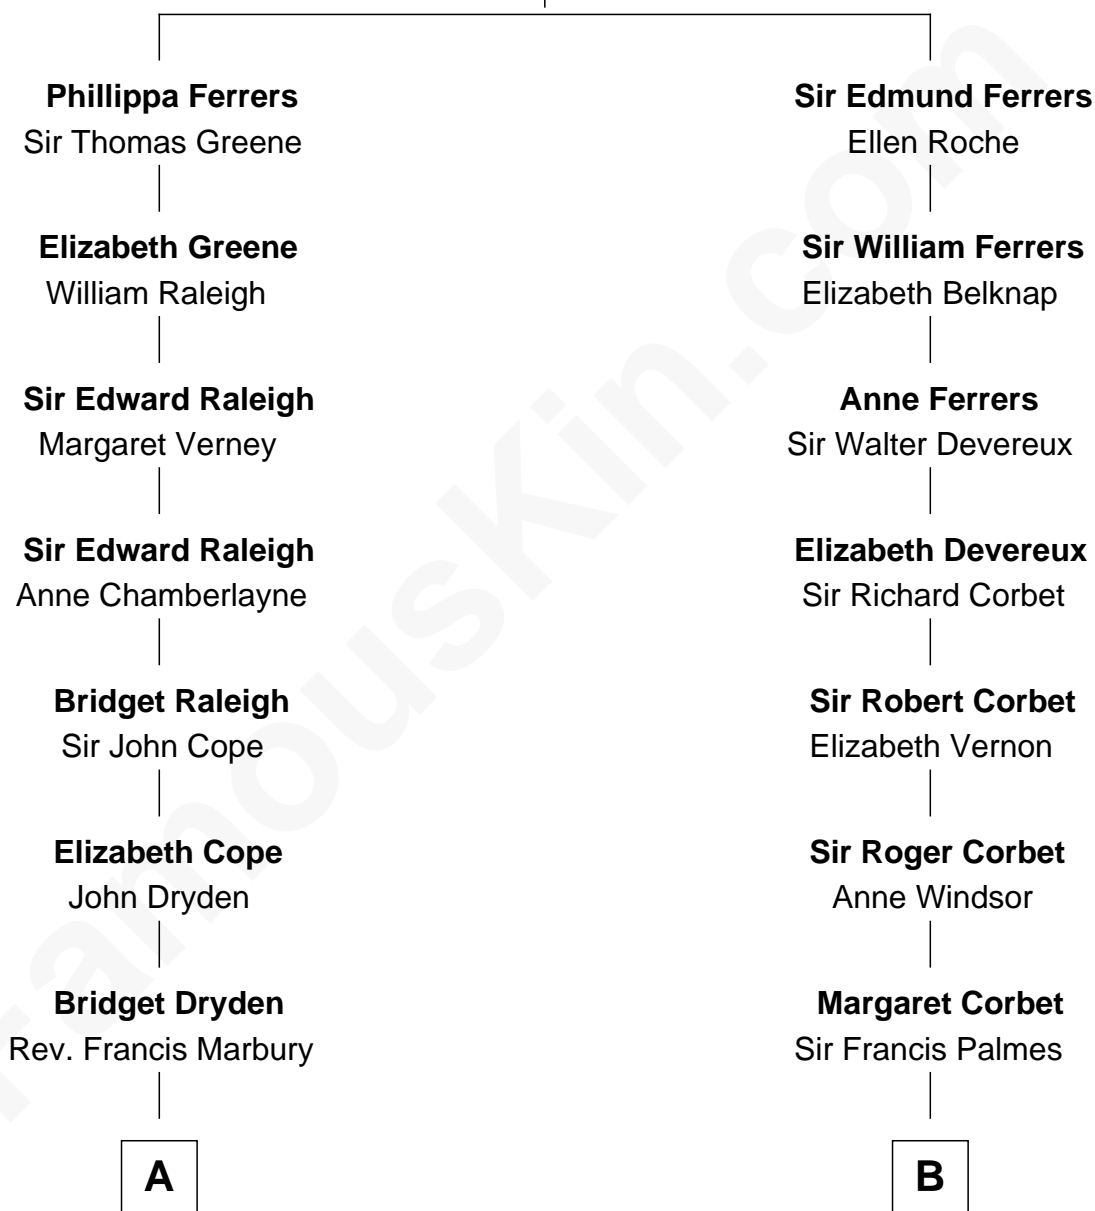 Phillippa Ferrers
Sir Thomas Greene
Elizabeth Greene
William Raleigh
Sir Edward Raleigh
Margaret Verney
Sir Edward Raleigh
Anne Chamberlayne
Bridget Raleigh
Sir John Cope
Elizabeth Cope
John Dryden
Bridget Dryden
Rev. Francis Marbury
A
Sir Edmund Ferrers
Ellen Roche
Sir William Ferrers
Elizabeth Belknap
Anne Ferrers
Sir Walter Devereux
Elizabeth Devereux
Sir Richard Corbet
Sir Robert Corbet
Elizabeth Vernon
Sir Roger Corbet
Anne Windsor
Margaret Corbet
Sir Francis Palmes
B
FamousKin.com